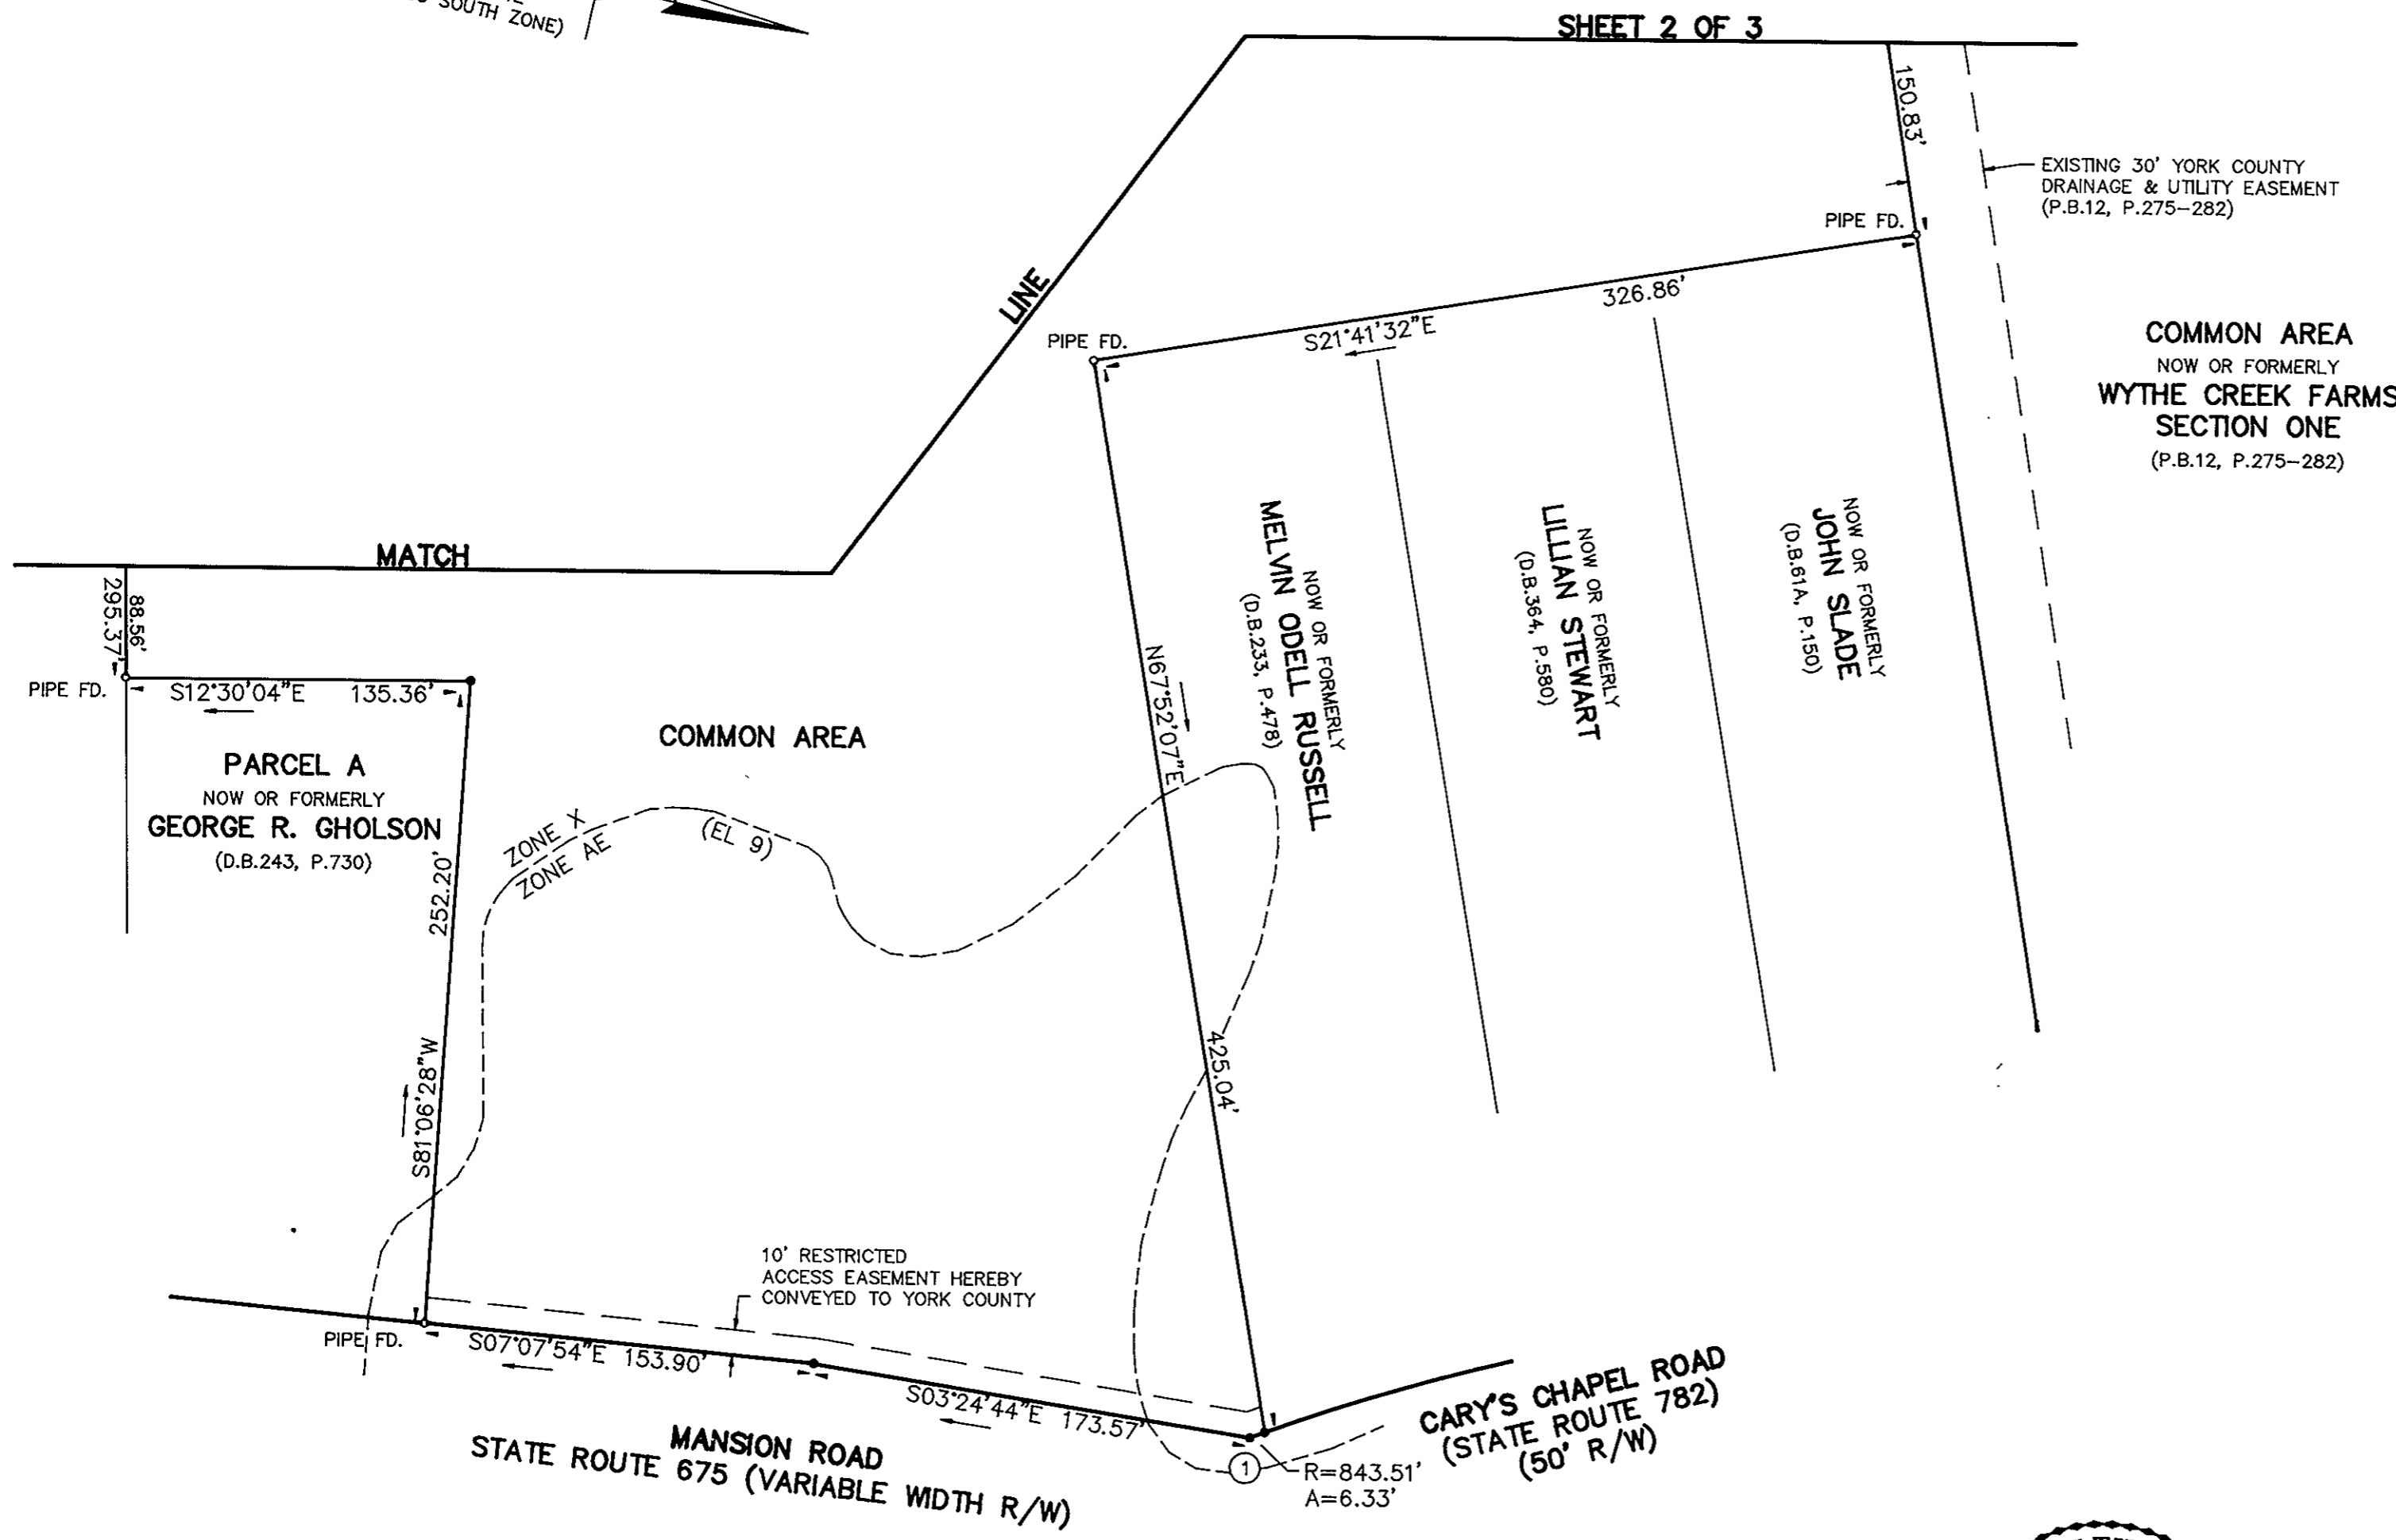 SOUTH ZONE)
SHEET 2 OF 3
150.83'
EXISTING 30' YORK COUNTY
DRAINAGE & UTILITY EASEMENT
(P.B.12, P.275-282)
PIPE FD.
LINE
326.86'
S21°41'32"E
PIPE FD.
COMMON AREA
NOW OR FORMERLY
WYTHE CREEK FARMS
SECTION ONE
(P.B.12, P.275-282)
MATCH
88.56'
295.37'
PIPE FD.
S12°30'04"E 135.36'
PARCEL A
NOW OR FORMERLY
GEORGE R. GHOLSON
(D.B.243, P.730)
COMMON AREA
NOW OR FORMERLY
MELVIN ODELL RUSSELL
(D.B.233, P.478)
NOW OR FORMERLY
LILLIAN STEWART
(D.B.364, P.580)
NOW OR FORMERLY
JOHN SLADE
(D.B.61A, P.150)
N67°52'07"E
425.04'
ZONE X
ZONE AE
(EL 9)
252.20'
S81°06'28"W
10' RESTRICTED
ACCESS EASEMENT HEREBY
CONVEYED TO YORK COUNTY
PIPE FD.
S07°07'54"E 153.90'
S03°24'44"E 173.57'
MANSION ROAD
STATE ROUTE 675 (VARIABLE WIDTH R/W)
CARY'S CHAPEL ROAD
(STATE ROUTE 782)
(50' R/W)
1
R=843.51'
A=6.33'